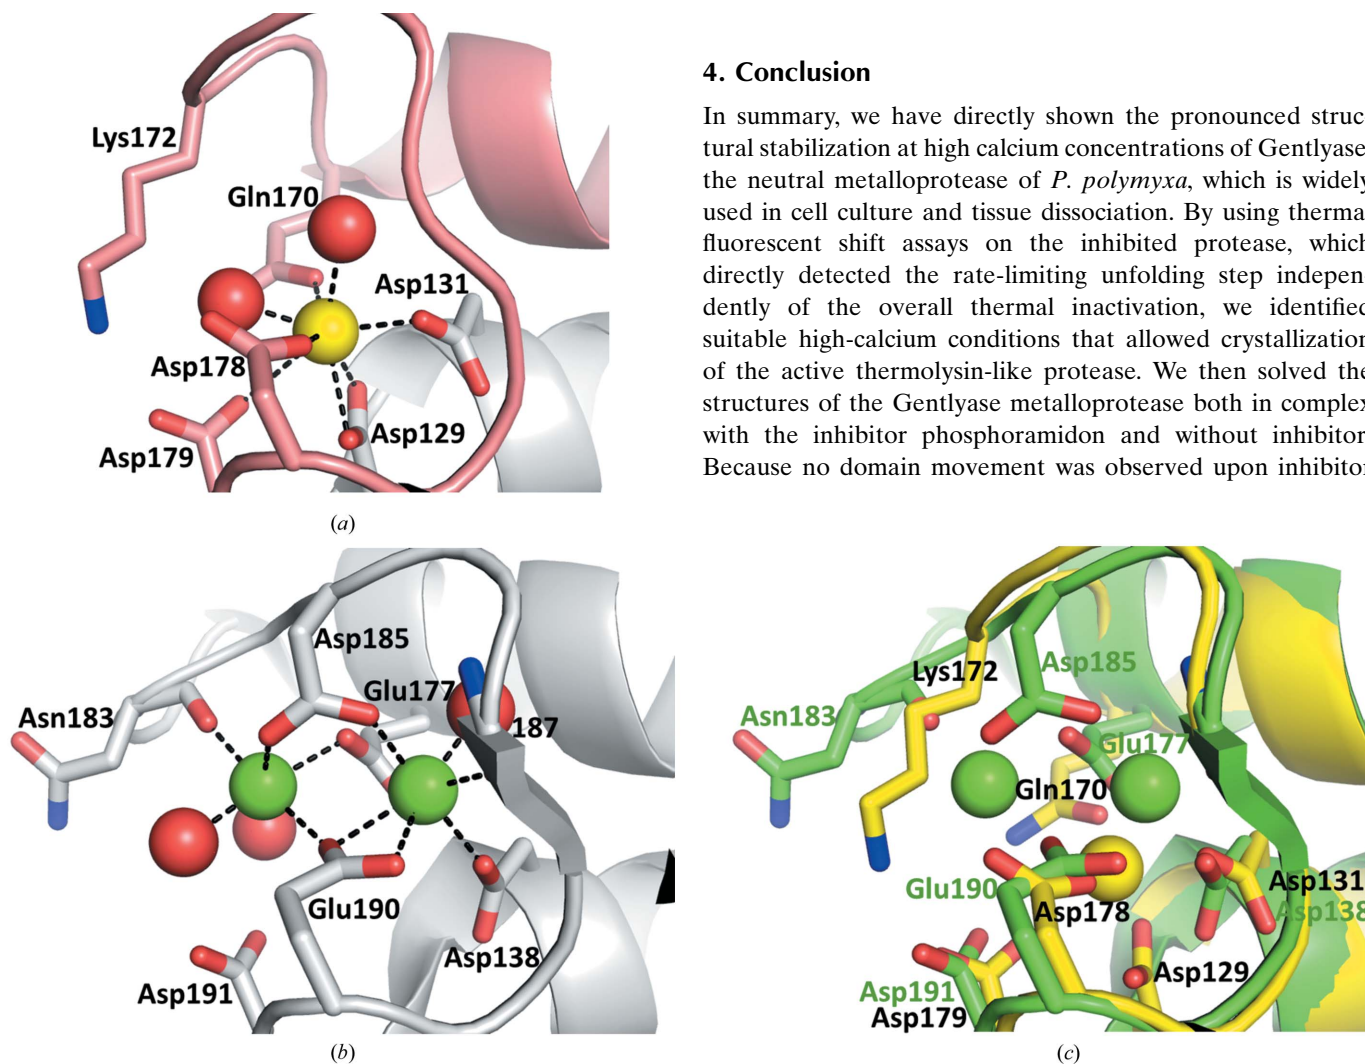 Lys172
Gln170
Asp131
Asp178
Asp129
Asp179
(a)
4. Conclusion
In summary, we have directly shown the pronounced struc
tural stabilization at high calcium concentrations of Gentlyase
the neutral metalloprotease of P. polymyxa, which is widely
used in cell culture and tissue dissociation. By using therma
fluorescent shift assays on the inhibited protease, which
directly detected the rate-limiting unfolding step indepen
dently of the overall thermal inactivation, we identified
suitable high-calcium conditions that allowed crystallization
of the active thermolysin-like protease. We then solved the
structures of the Gentlyase metalloprotease both in complex
with the inhibitor phosphoramidon and without inhibitor
Because no domain movement was observed upon inhibitor
Asp185
Glu177
Asn183
187
Glu190
Asp138
Asp191
(b)
Lys172
Asp185
Asn183
Glu177
Gln170
Glu190
Asp131
Asp178
Asp138
Asp129
Asp191
Asp179
(c)